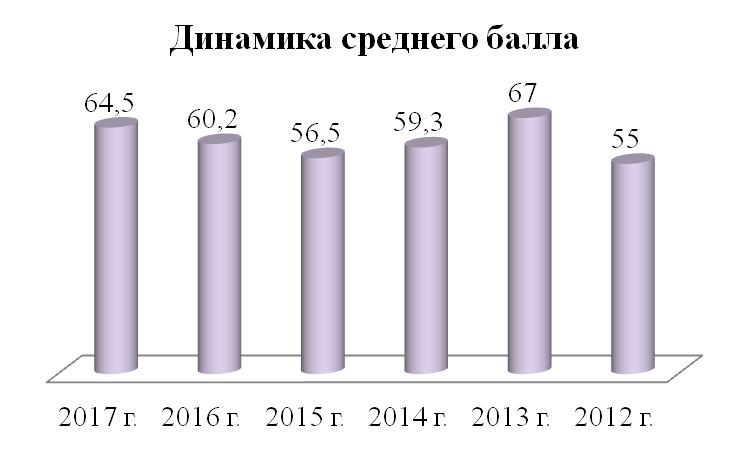 Динамика среднего балла
64,5
60,2
56,5
59,3
67
55
2017 г.
2016 г.
2015 г.
2014 г.
2013 г.
2012 г.